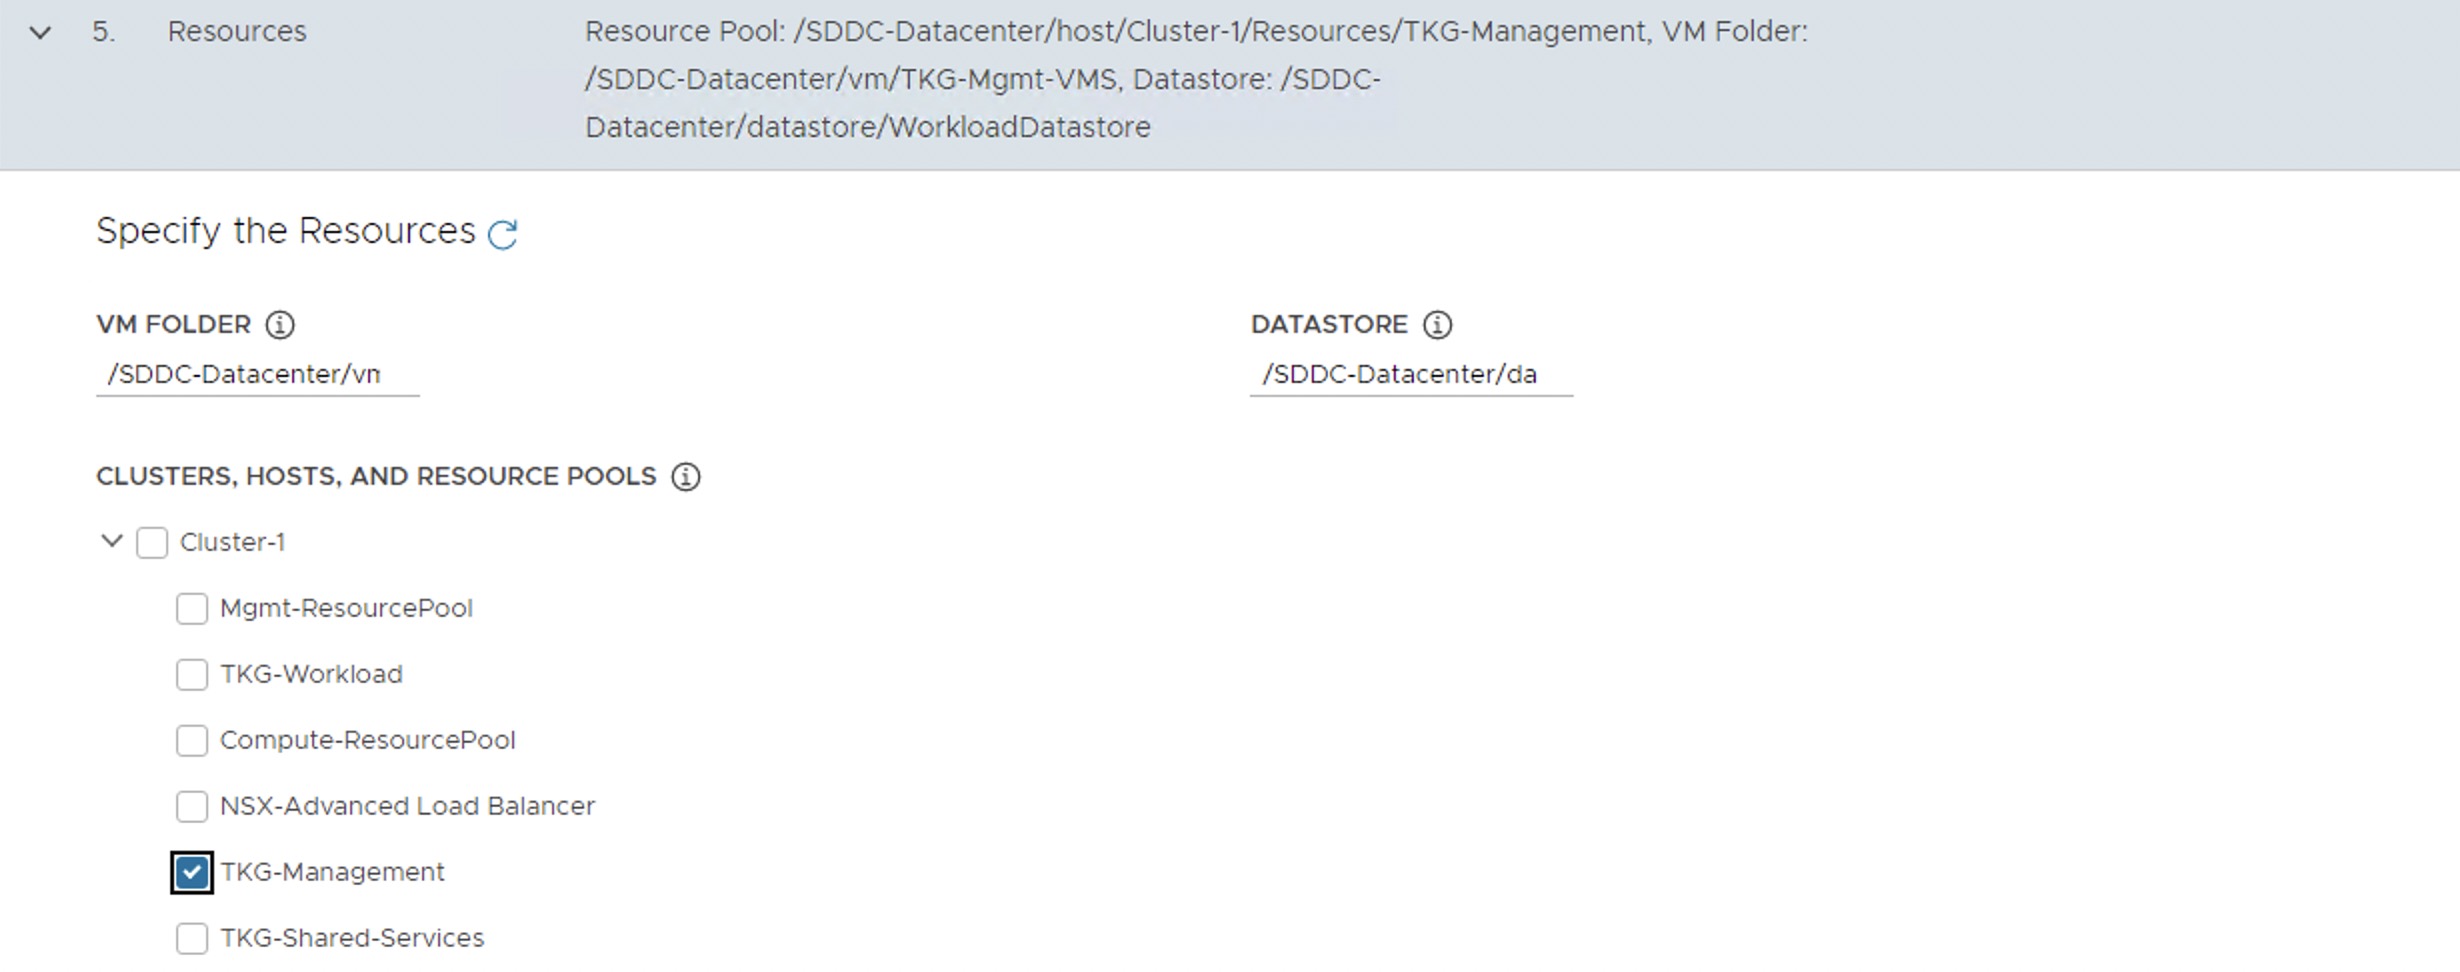 5. Resources Resource Pool: /SDDC-Datacenter/host/Cluster-1/Resources/TKG-Management, VM Folder:
/SDDC-Datacenter/vm/TKG-Mgmt-VMS, Datastore: /SDDC-
Datacenter/datastore/WorkloadDatastore
Specify the Resources
VM FOLDER DATASTORE
/SDDC-Datacenter/vm /SDDC-Datacenter/da
CLUSTERS, HOSTS, AND RESOURCE POOLS
Cluster-1
Mgmt-ResourcePool
TKG-Workload
Compute-ResourcePool
NSX-Advanced Load Balancer
TKG-Management
TKG-Shared-Services